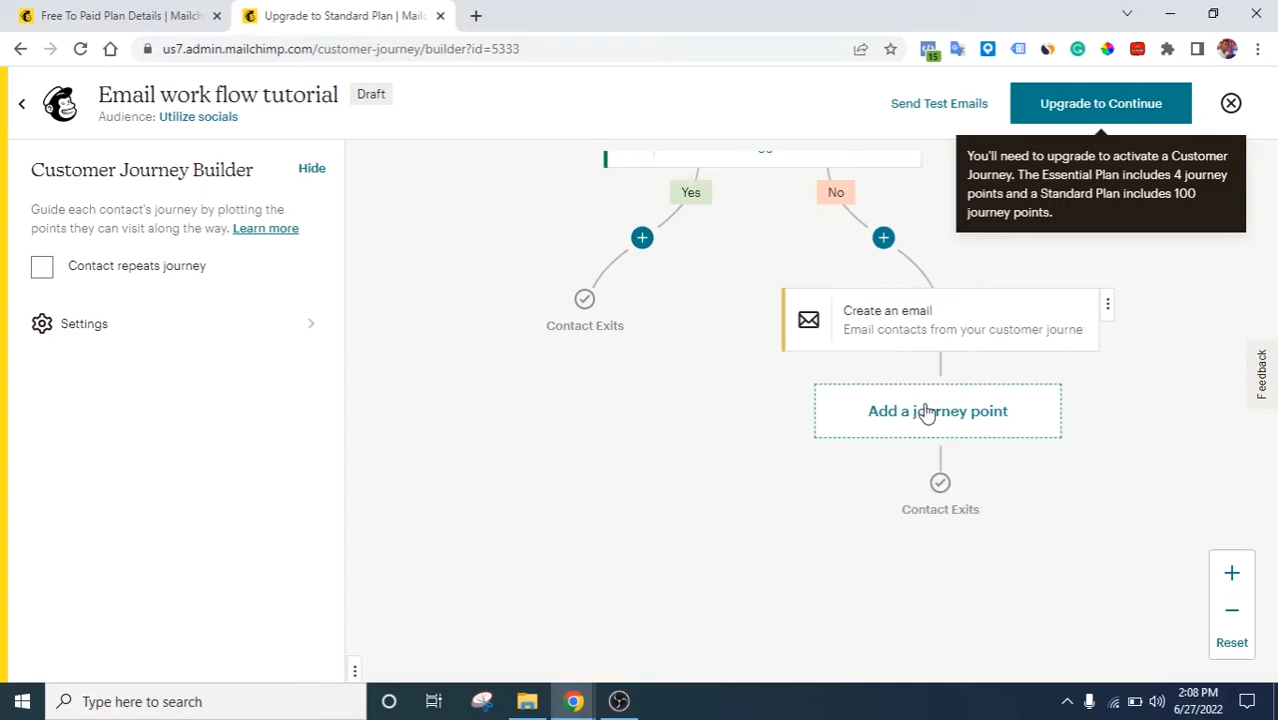 Free To Paid Plan Details | Mailch
Upgrade to Standard Plan | Mail
us7.admin.mailchimp.com/customer-journey/builder?id=5333
15
Email work flow tutorial
Draft
Audience: Utilize socials
Send Test Emails
Upgrade to Continue
You'll need to upgrade to activate a Customer
Journey. The Essential Plan includes 4 journey
points and a Standard Plan includes 100
journey points.
Customer Journey Builder
Hide
Guide each contact's journey by plotting the
points they can visit along the way. Learn more
Contact repeats journey
Settings
Yes
No
Contact Exits
Create an email
Email contacts from your customer journe
Add a journey point
Contact Exits
Feedback
Reset
Type here to search
2:08 PM
6/27/2022